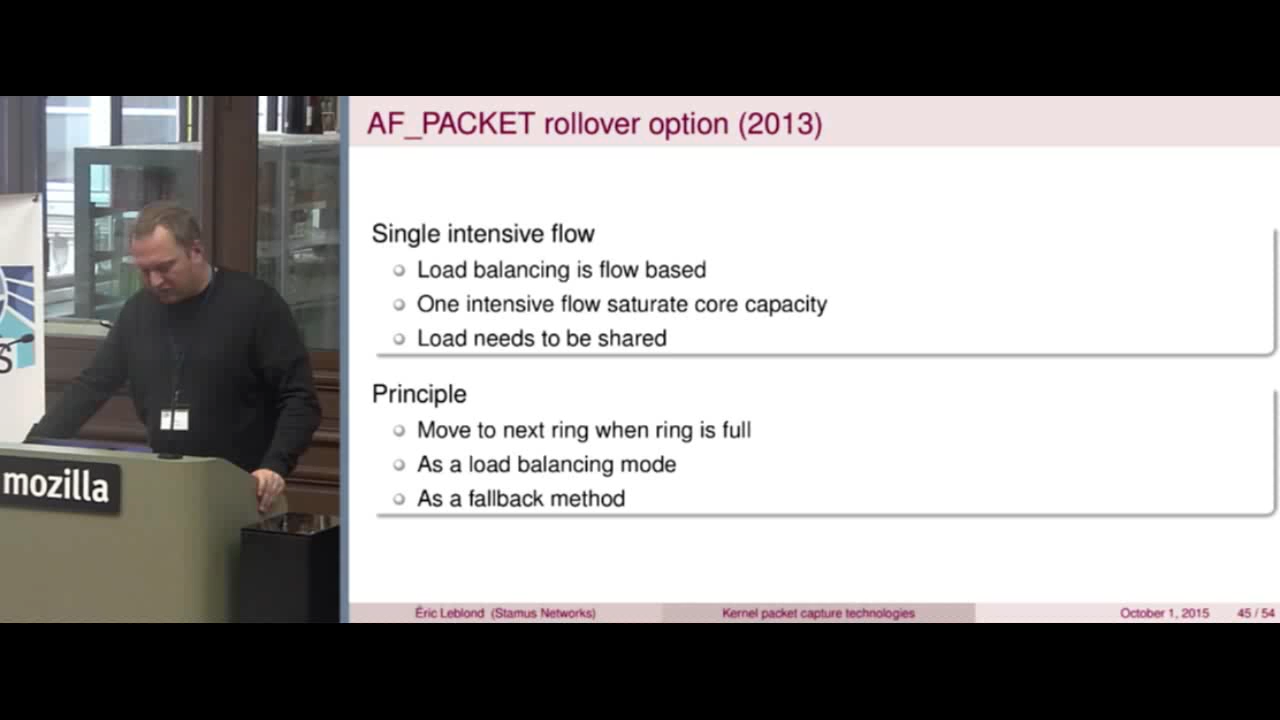 AF_PACKET rollover option (2013)
Single intensive flow
Load balancing is flow based
One intensive flow saturate core capacity
Load needs to be shared
Principle
Move to next ring when ring is full
As a load balancing mode
As a fallback method
Éric Leblond (Stamus Networks)
Kernel packet capture technologies
October 1, 2015
45 / 54
mozilla
S